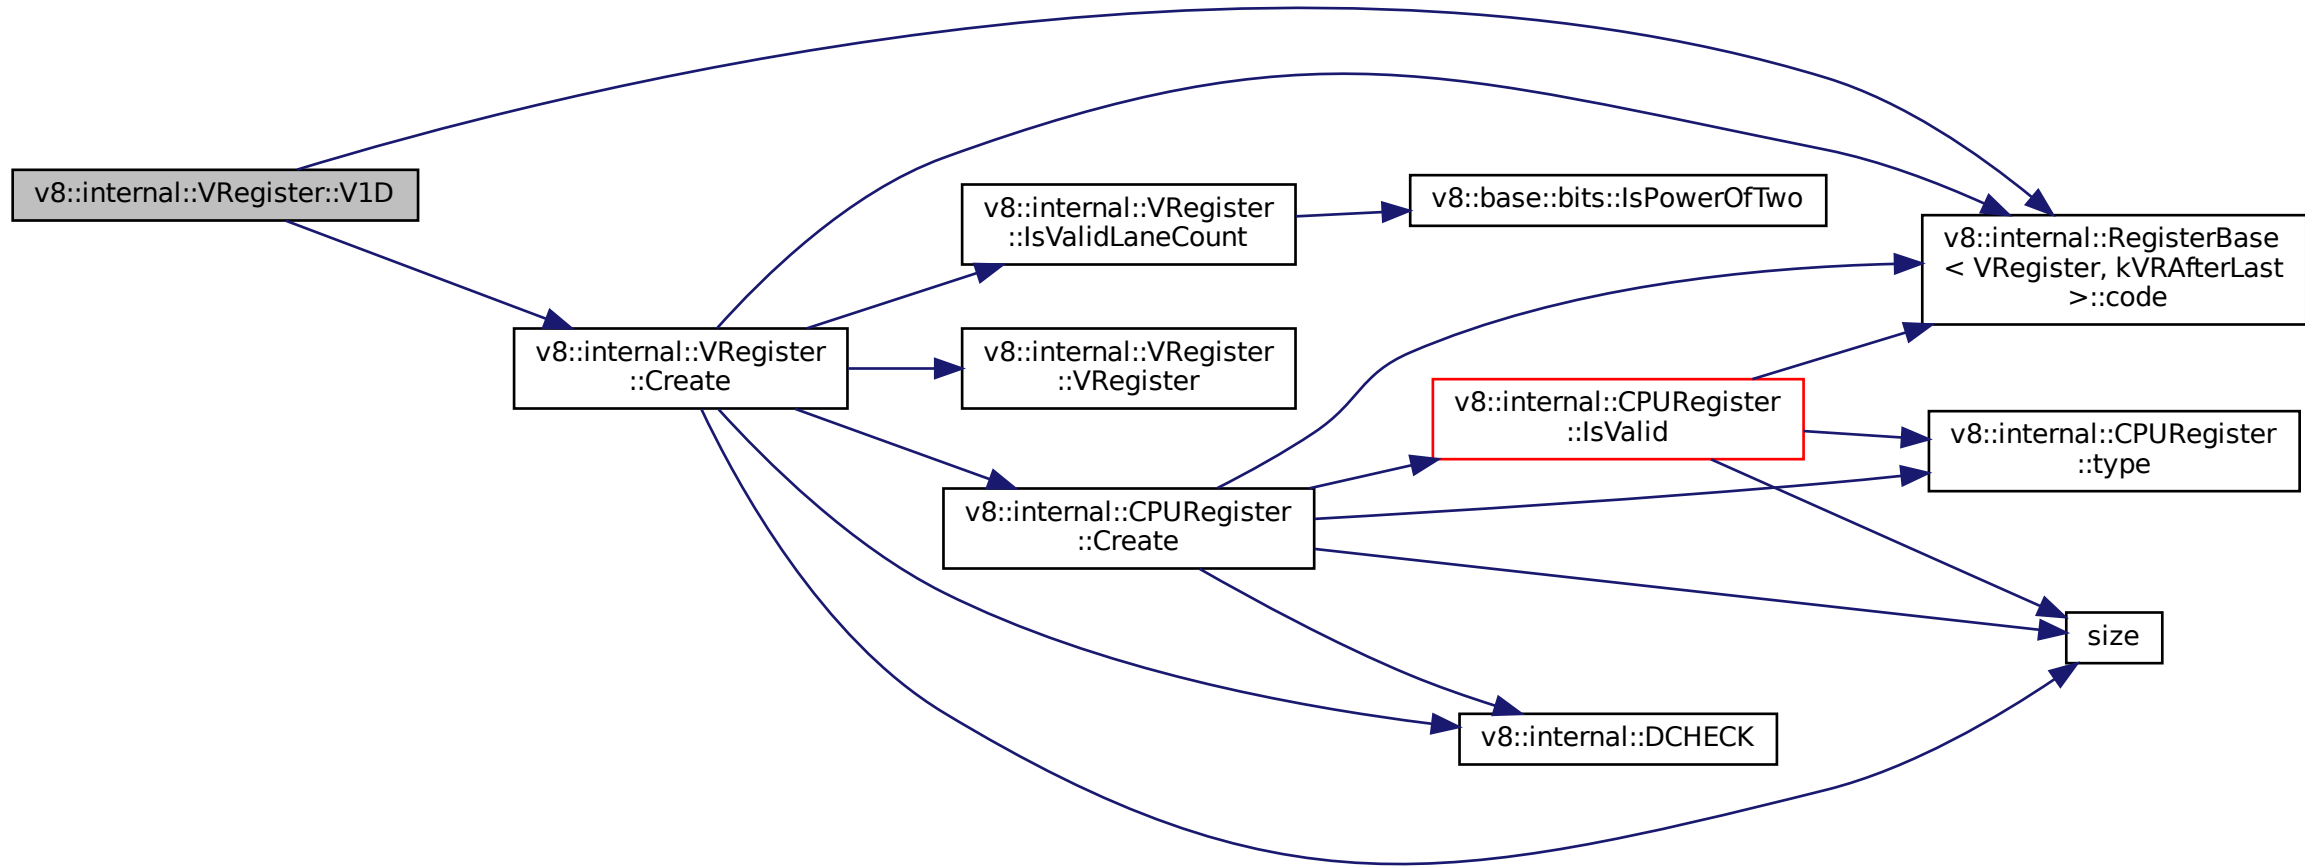 v8::internal::VRegister::V1D
v8::internal::VRegister
::Create
v8::internal::VRegister
::IsValidLaneCount
v8::internal::VRegister
::VRegister
v8::internal::CPURegister
::Create
v8::base::bits::IsPowerOfTwo
v8::internal::CPURegister
::IsValid
v8::internal::DCHECK
v8::internal::RegisterBase
< VRegister, kVRAfterLast
>::code
v8::internal::CPURegister
::type
size